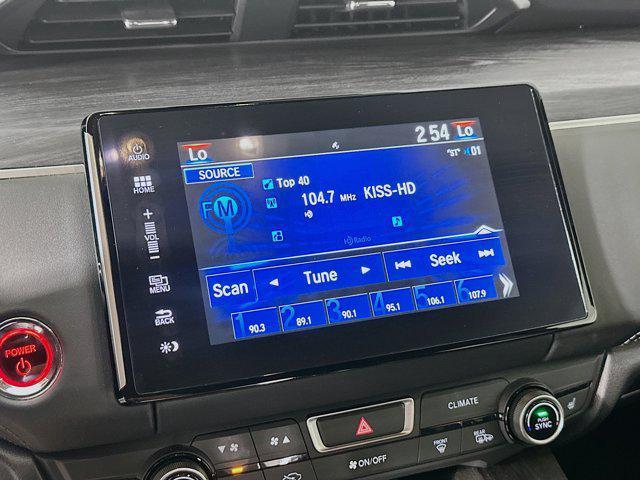 AUDIO
HOME
+
VOL
-
MENU
BACK
Lo
2 54
Lo
SOURCE
"ST" 01
Top 40
FM
104.7 MHz KISS-HD
HD Radio
Scan
Tune
Seek
1 90.3
2 89.1
3 90.1
4 95.1
5 106.1
6 107.9
POWER
CLIMATE
ON/OFF
FRONT
REAR
PUSH
SYNC